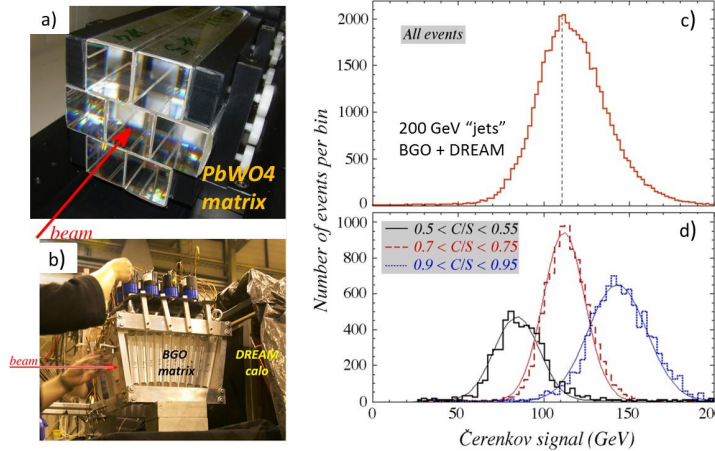 a)
PbWO4
matrix
beam
b)
beam
BGO
matrix
DREAM
calo
c)
All events
200 GeV “jets”
BGO + DREAM
2000
1500
1000
500
0
d)
0.5 < C/S < 0.55
0.7 < C/S < 0.75
0.9 < C/S < 0.95
1000
800
600
400
200
0
Number of events per bin
0 50 100 150 200
Čerenkov signal (GeV)